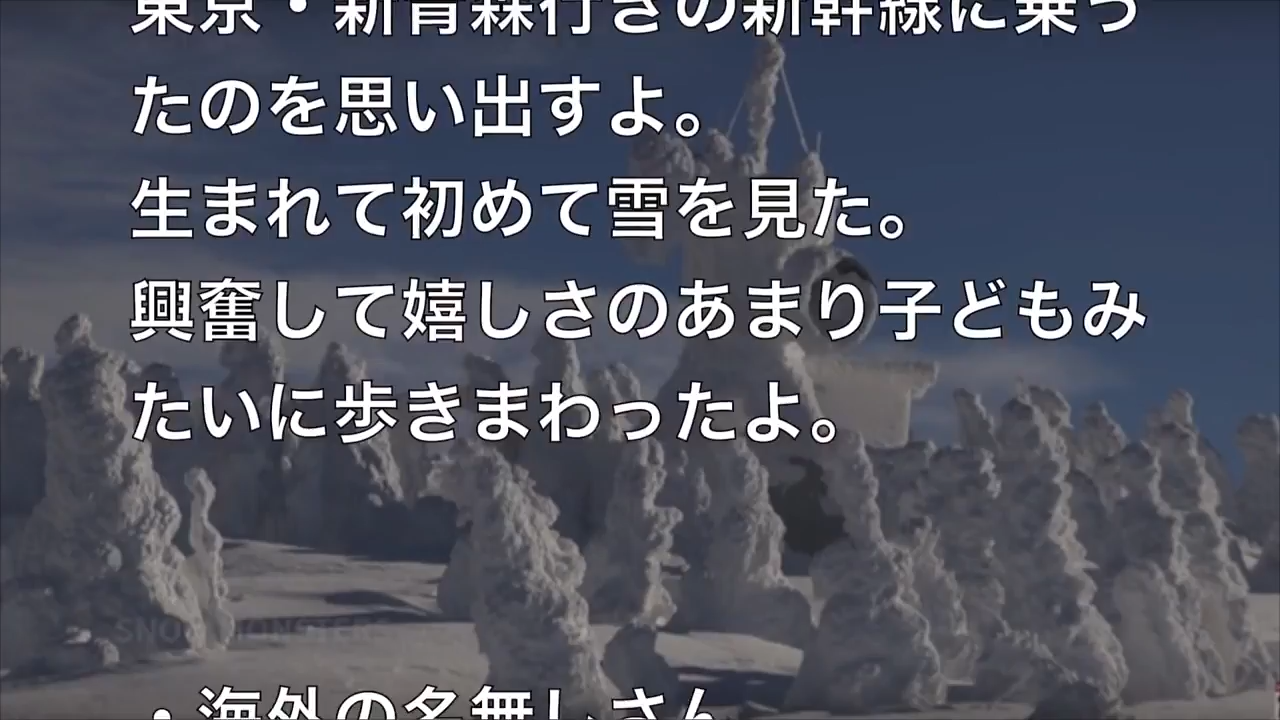 東京・新青森行きの新幹線に乗っ
たのを思い出すよ。
生まれて初めて雪を見た。
興奮して嬉しさのあまり子どもみ
たいに歩きまわったよ。
SNOW MONSTERS
・海外の名無しさん